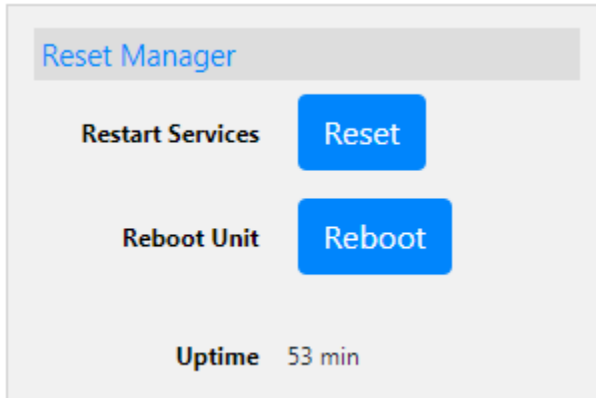 Reset Manager
Restart Services Reset
Reboot Unit Reboot
Uptime 53 min